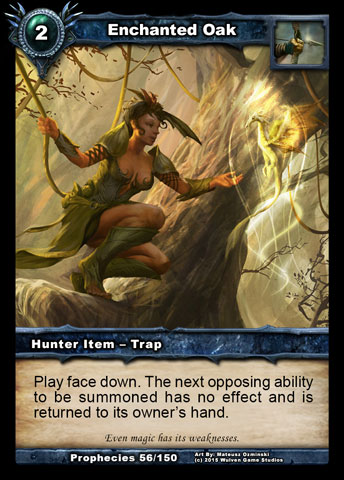 2
Enchanted Oak
Hunter Item – Trap
Play face down. The next opposing ability
to be summoned has no effect and is
returned to its owner's hand.
Even magic has its weaknesses.
Prophecies 56/150
Art By: Mateusz Ozminski
(c) 2015 Wulven Game Studios